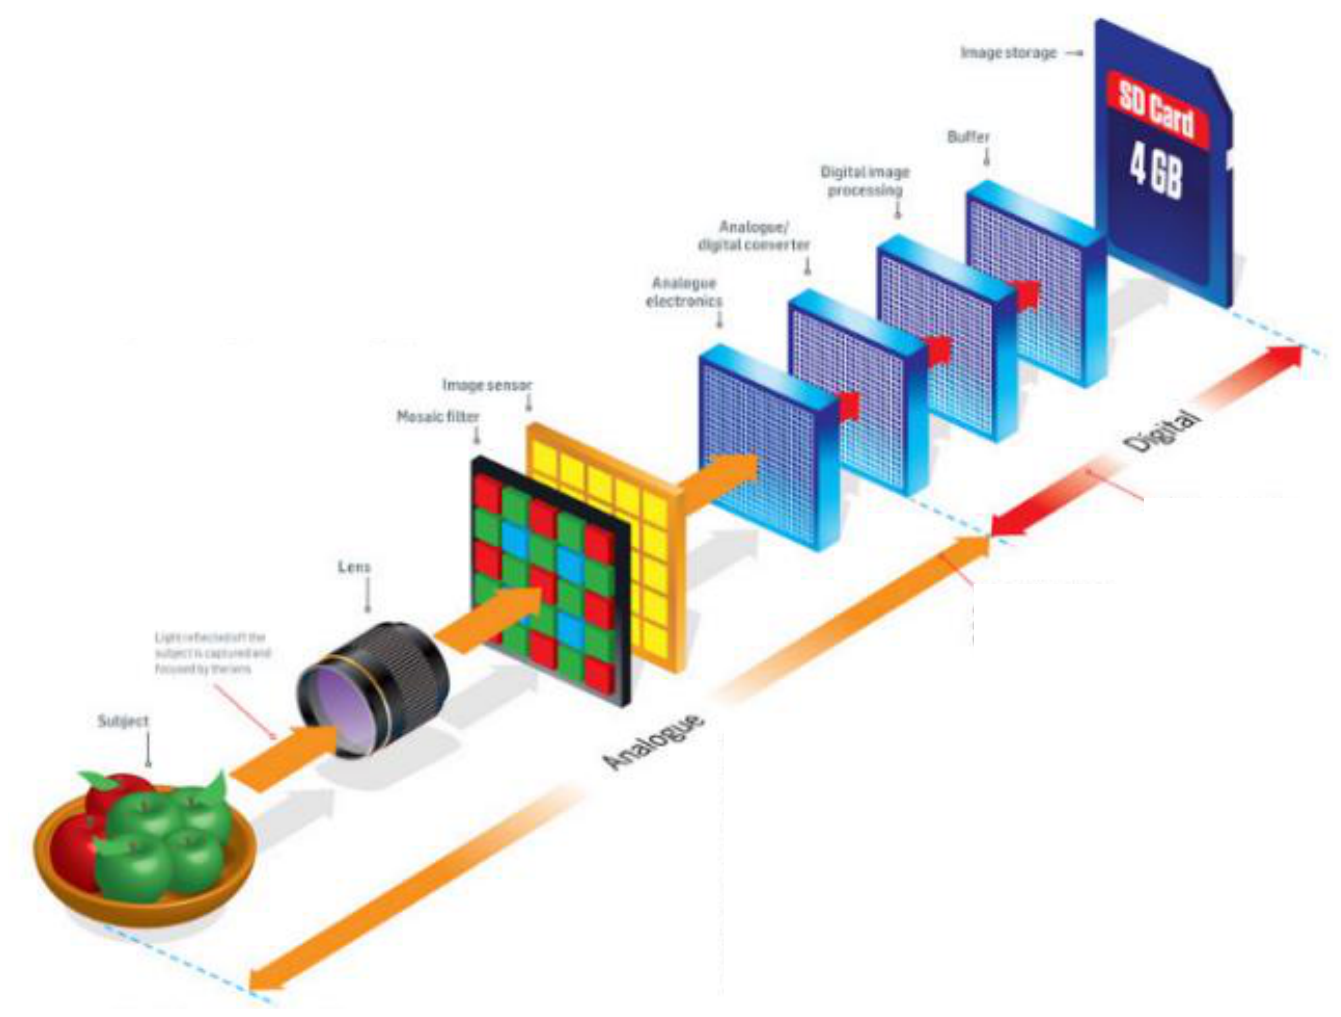 Image storage
SD Card
4 GB
Buffer
Digital image
processing
Analogue/
digital converter
Analogue
electronics
Image sensor
Mosaic filter
Lens
Light reflected off the
subject is captured and
focused by the lens
Subject
Digital
Analogue